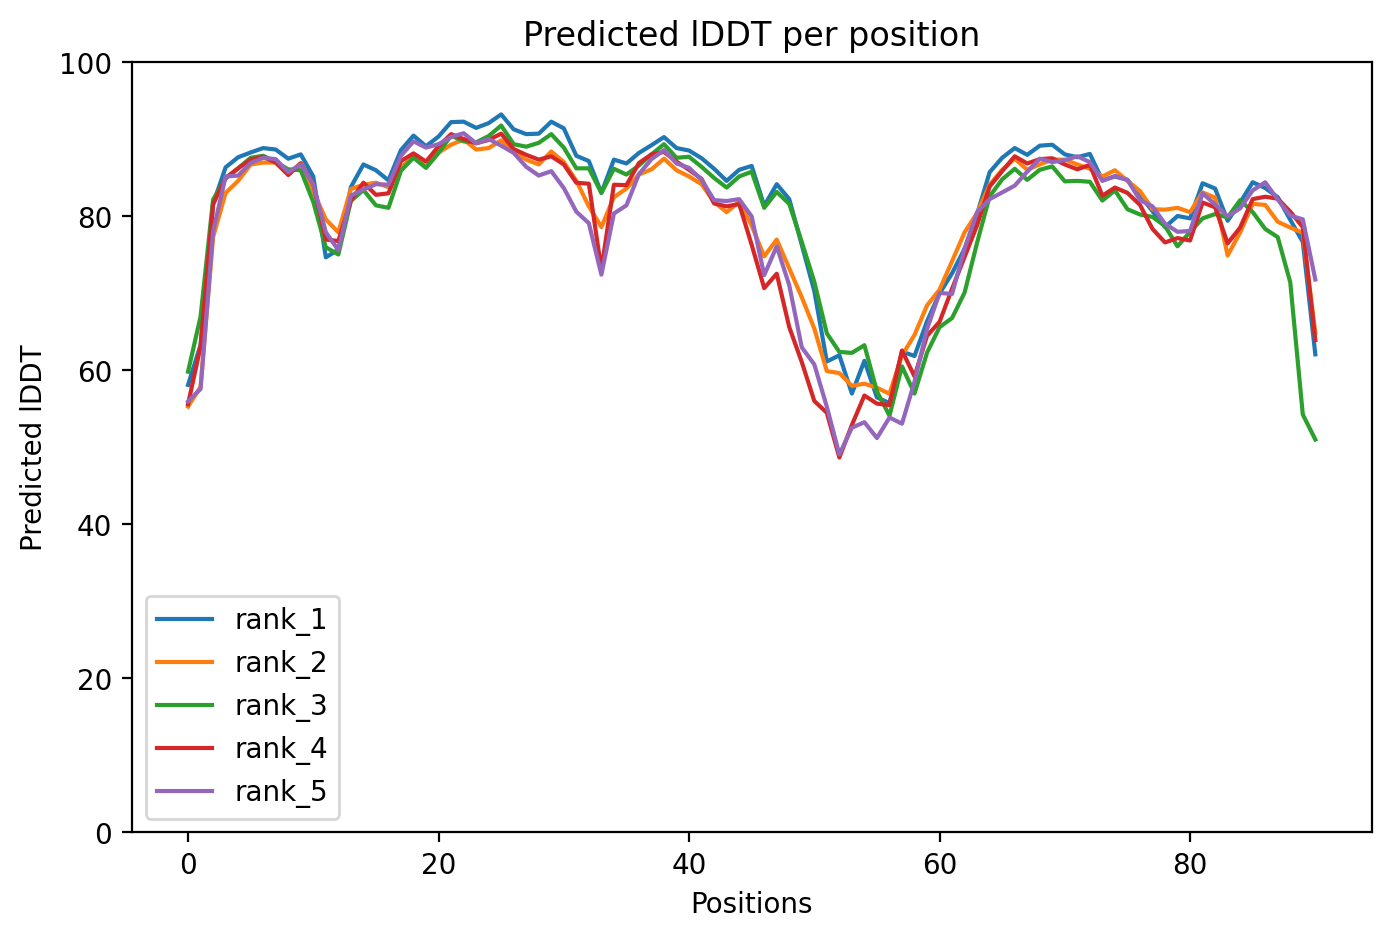 Predicted lDDT per position
100
80
60
40
20
0
Predicted lDDT
rank_1
rank_2
rank_3
rank_4
rank_5
0 20 40 60 80
Positions